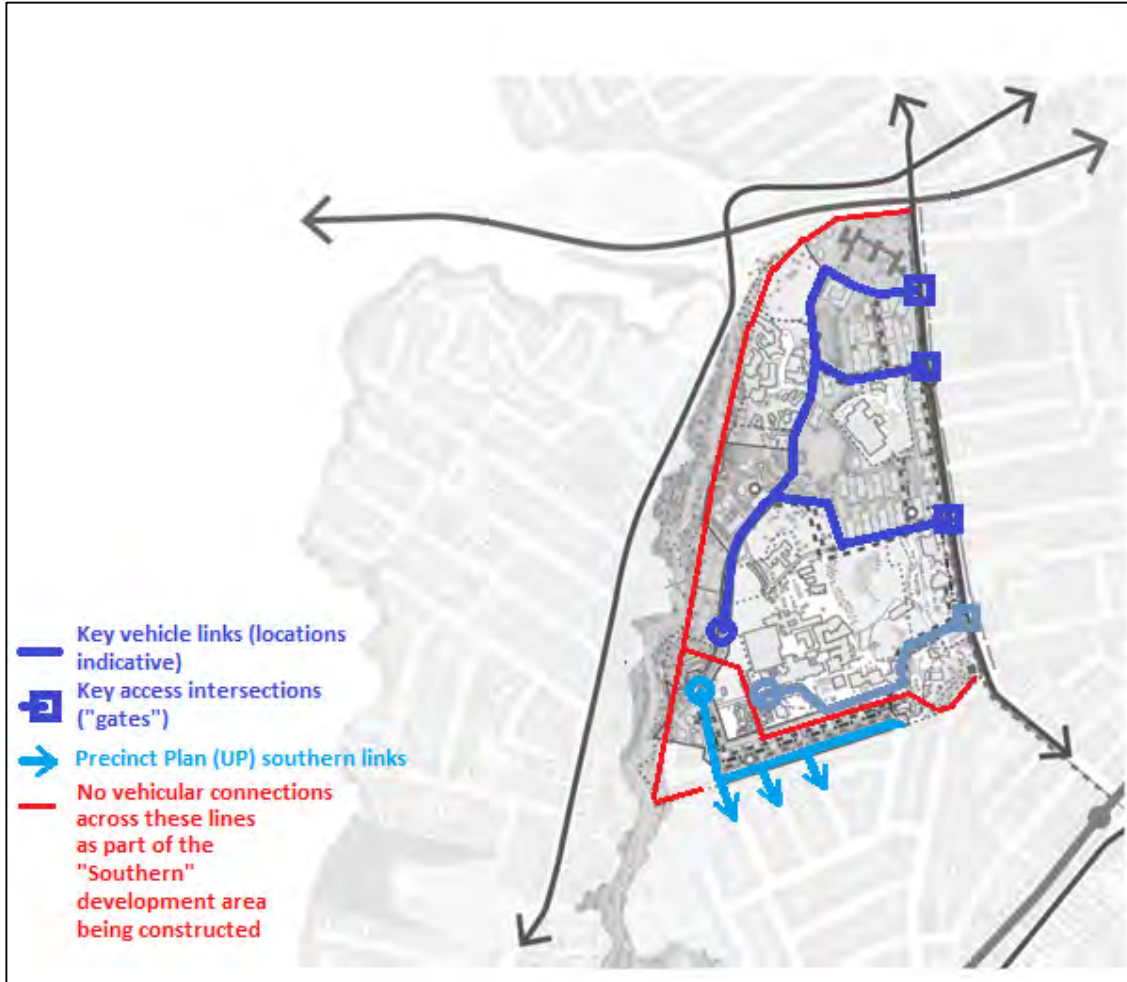 Key vehicle links (locations
indicative)
Key access intersections
("gates")
Precinct Plan (UP) southern links
No vehicular connections
across these lines
as part of the
"Southern"
development area
being constructed